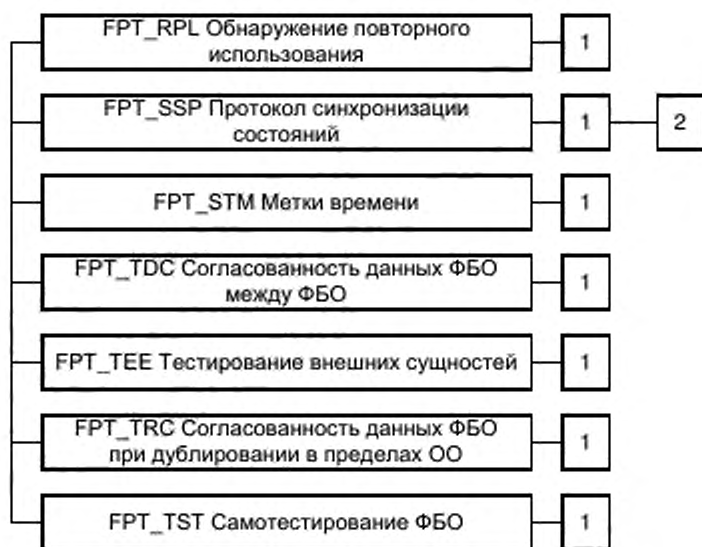 FPT_RPL Обнаружение повторного
использования
1
FPT_SSP Протокол синхронизации
состояний
1
2
FPT_STM Метки времени
1
FPT_TDC Согласованность данных ФБО
между ФБО
1
FPT_TEE Тестирование внешних сущностей
1
FPT_TRC Согласованность данных ФБО
при дублировании в пределах ОО
1
FPT_TST Самотестирование ФБО
1